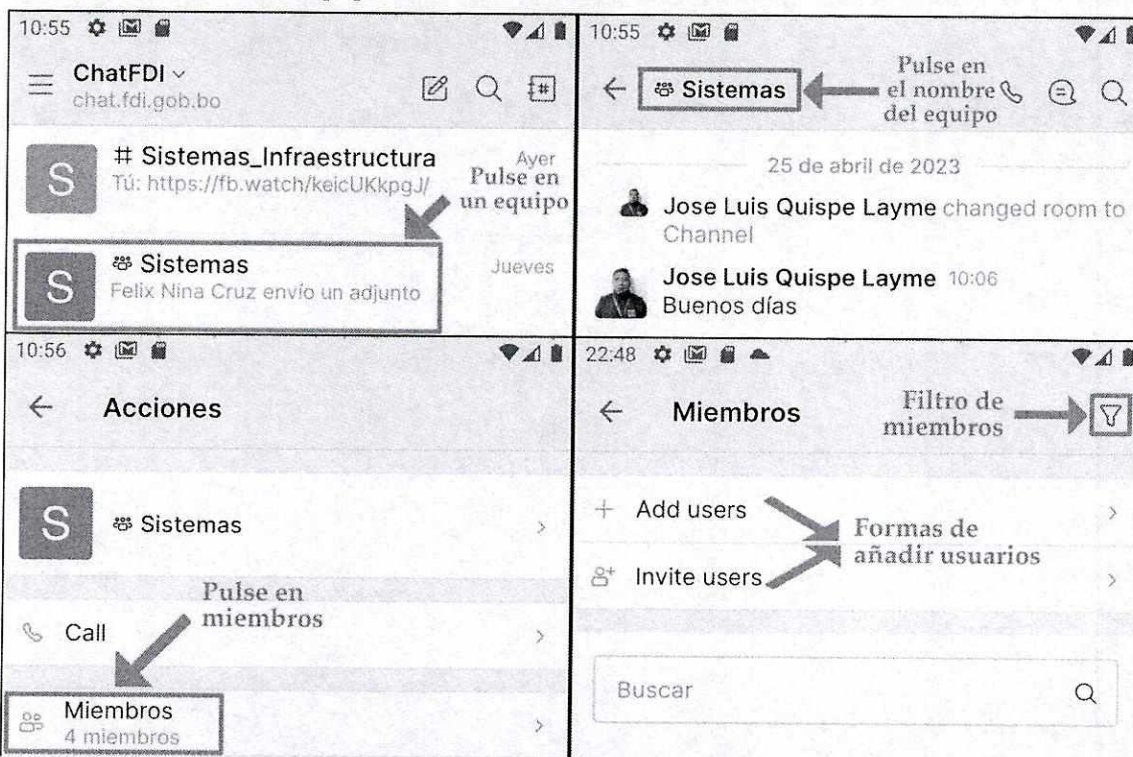 10:55
ChatFDI
chat.fdi.gob.bo
# Sistemas_Infraestructura
Ayer
Tú: https://fb.watch/keicUKkpgJ/
Pulse en
un equipo
S
Sistemas
Jueves
S
Felix Nina Cruz envío un adjunto
10:55
Sistemas
Pulse en
el nombre
del equipo
25 de abril de 2023
Jose Luis Quispe Layme changed room to
Channel
Jose Luis Quispe Layme 10:06
Buenos días
10:56
Acciones
S
Sistemas
Pulse en
miembros
Call
Miembros
4 miembros
22:48
Miembros
Filtro de
miembros
+ Add users
Formas de
añadir usuarios
Invite users
Buscar